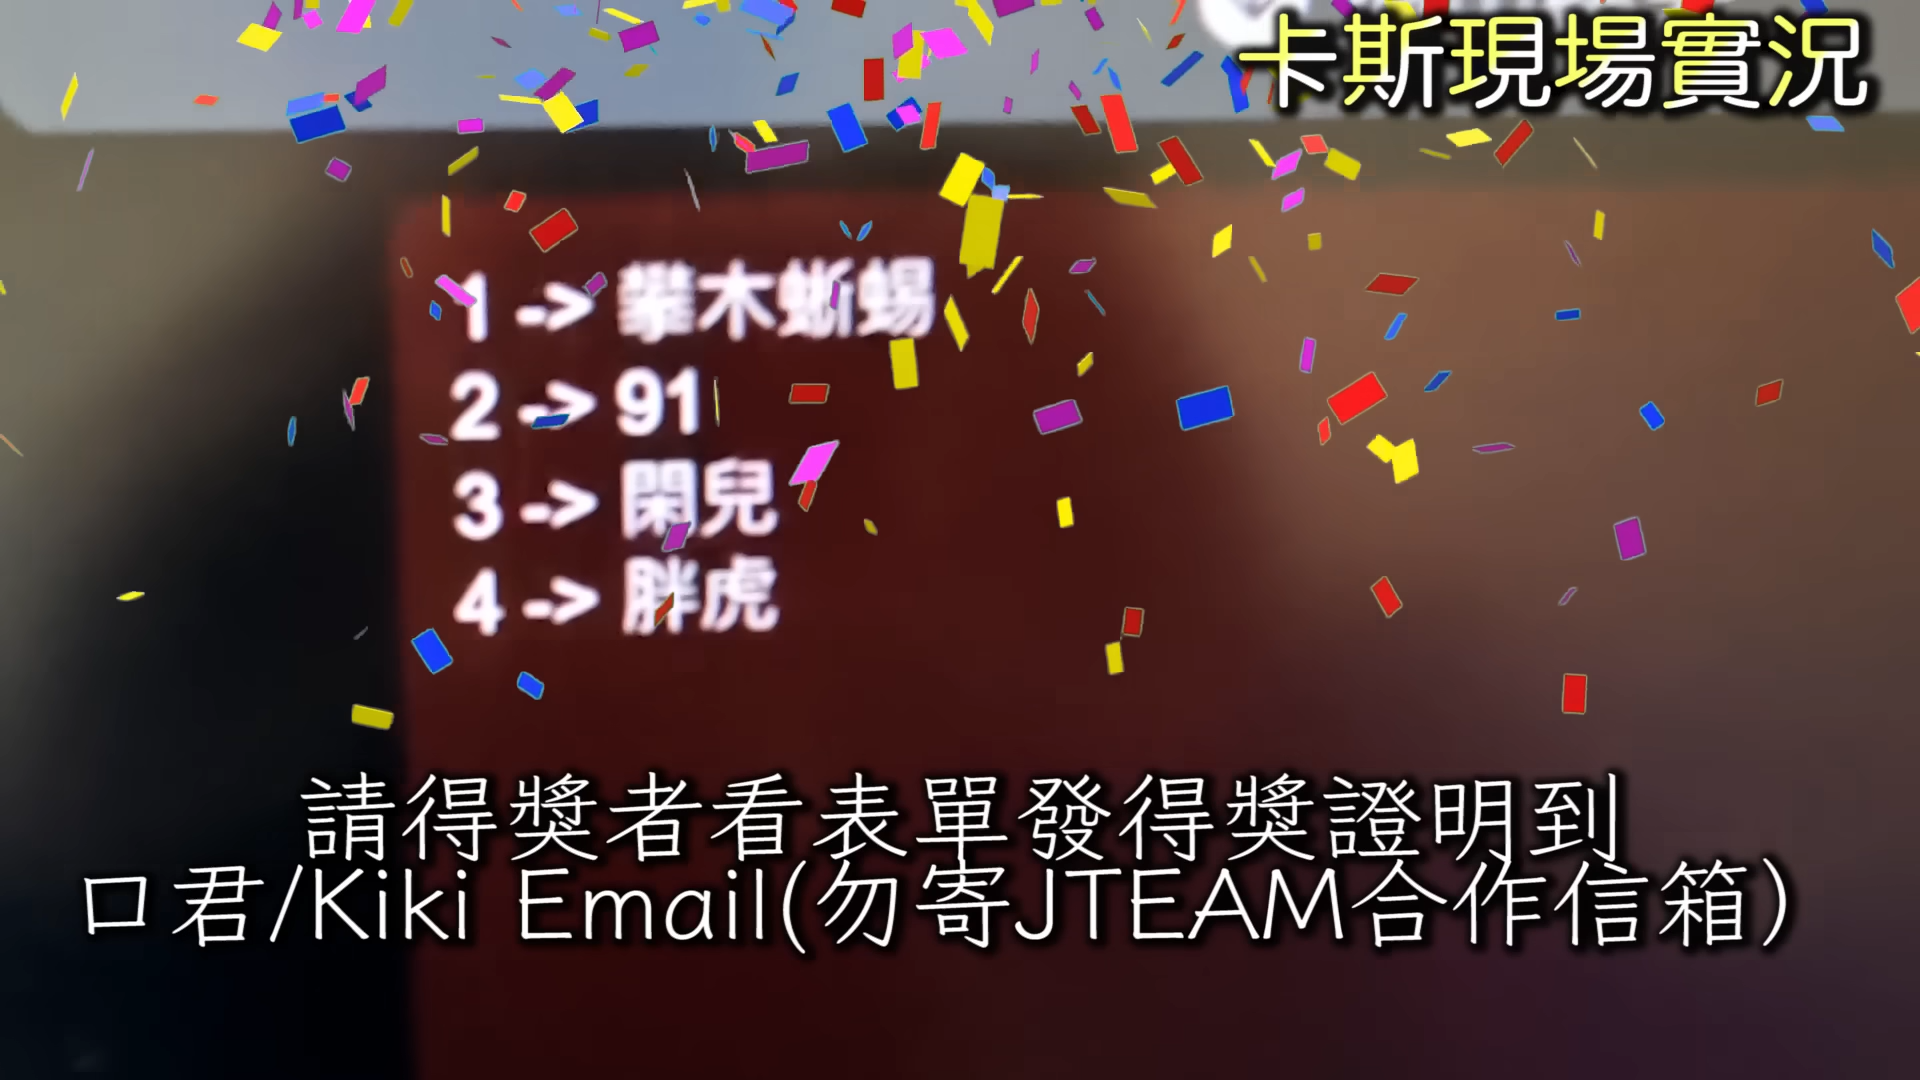 卡斯現場實況
1 -> 攀木蜥蜴
2 -> 91
3 -> 閑兒
4 -> 胖虎
請得獎者看表單發得獎證明到
口君/Kiki Email(勿寄JTEAM合作信箱)